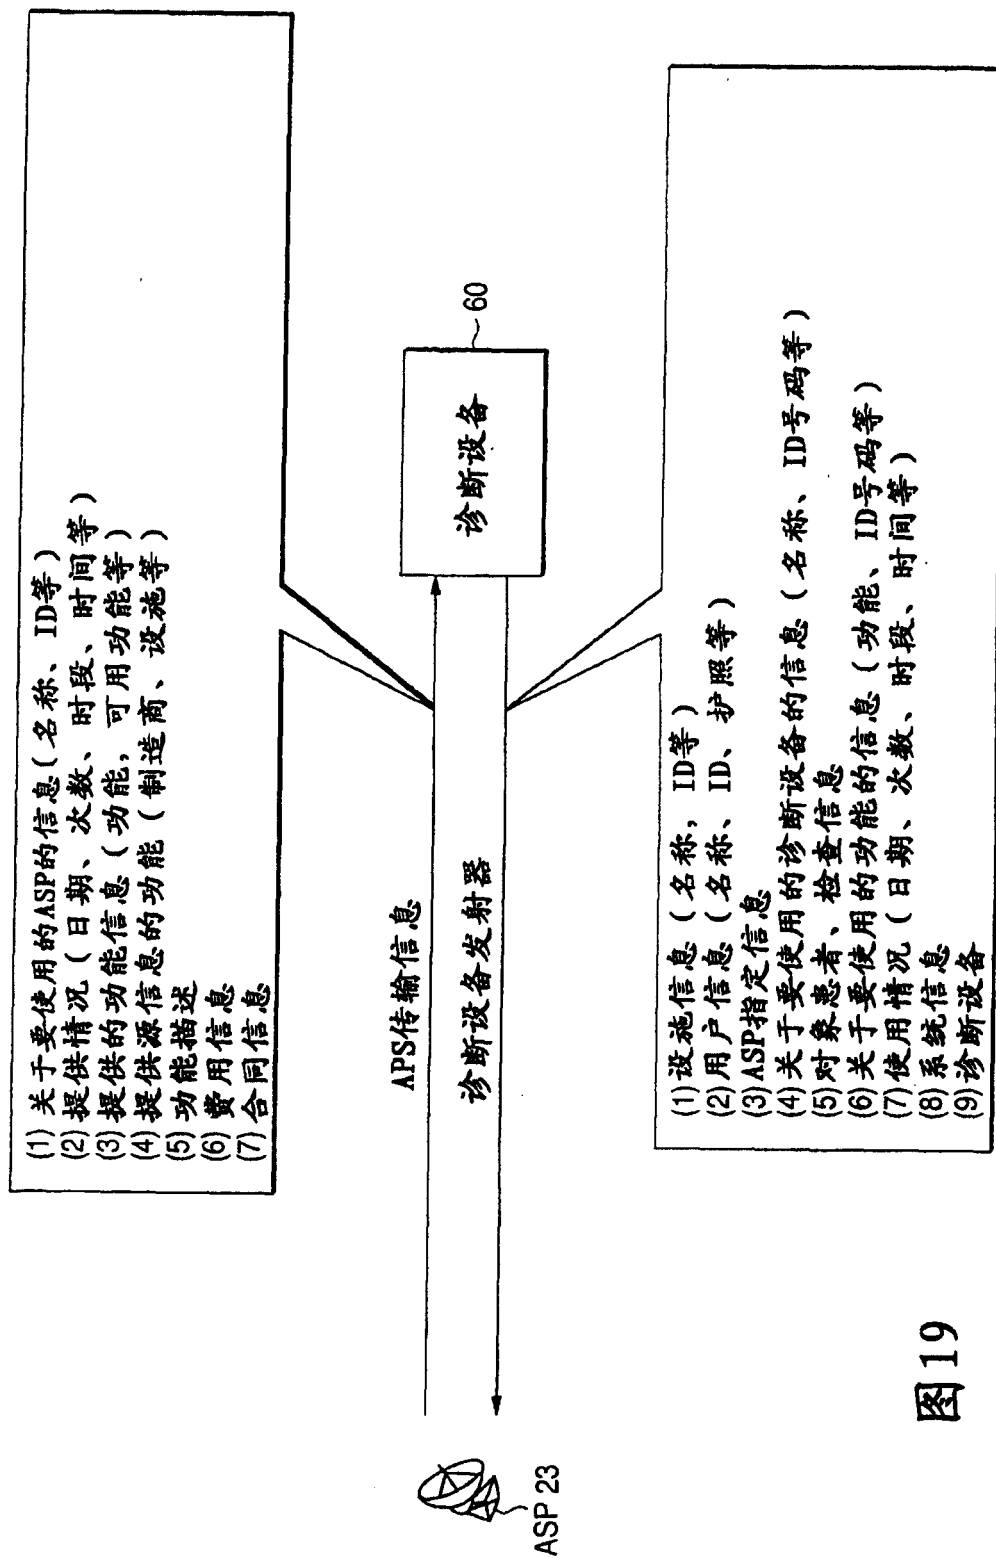 (1) 关于要使用的ASP的信息(名称、ID等)
(2) 提供情况(日期、次数、时段、时间等)
(3) 提供的功能信息(功能,可用功能等)
(4) 提供源信息的功能(制造商、设施等)
(5) 功能描述
(6) 费用信息
(7) 合同信息
APS传输信息
诊断设备发射器
诊断设备
60
ASP 23
(1) 设施信息(名称,ID等)
(2) 用户信息(名称、ID、护照等)
(3) ASP指定信息
(4) 关于要使用的诊断设备的信息(名称、ID号码等)
(5) 对象患者、检查信息
(6) 关于要使用的功能的信息(功能、ID号码等)
(7) 使用情况(日期、次数、时段、时间等)
(8) 系统信息
(9) 诊断设备
图19